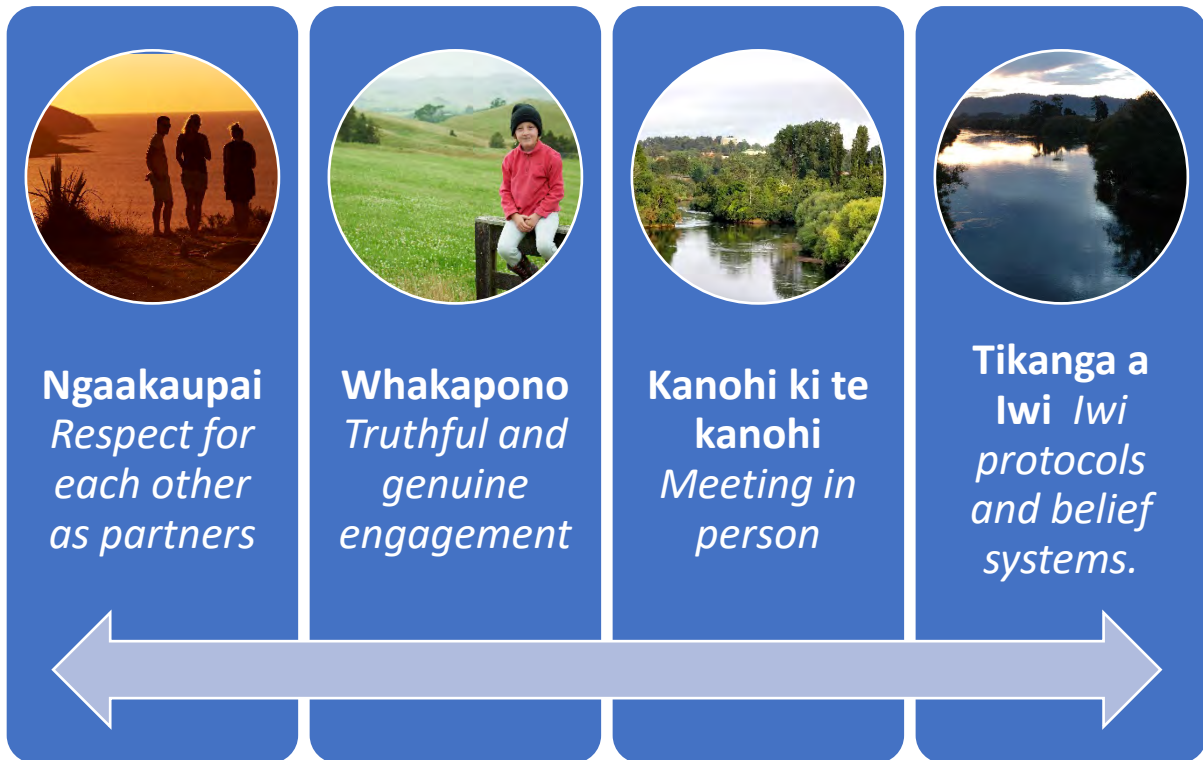 Ngaakaupai
Respect for
each other
as partners
Whakapono
Truthful and
genuine
engagement
Kanohi ki te
kanohi
Meeting in
person
Tikanga a
Iwi Iwi
protocols
and belief
systems.